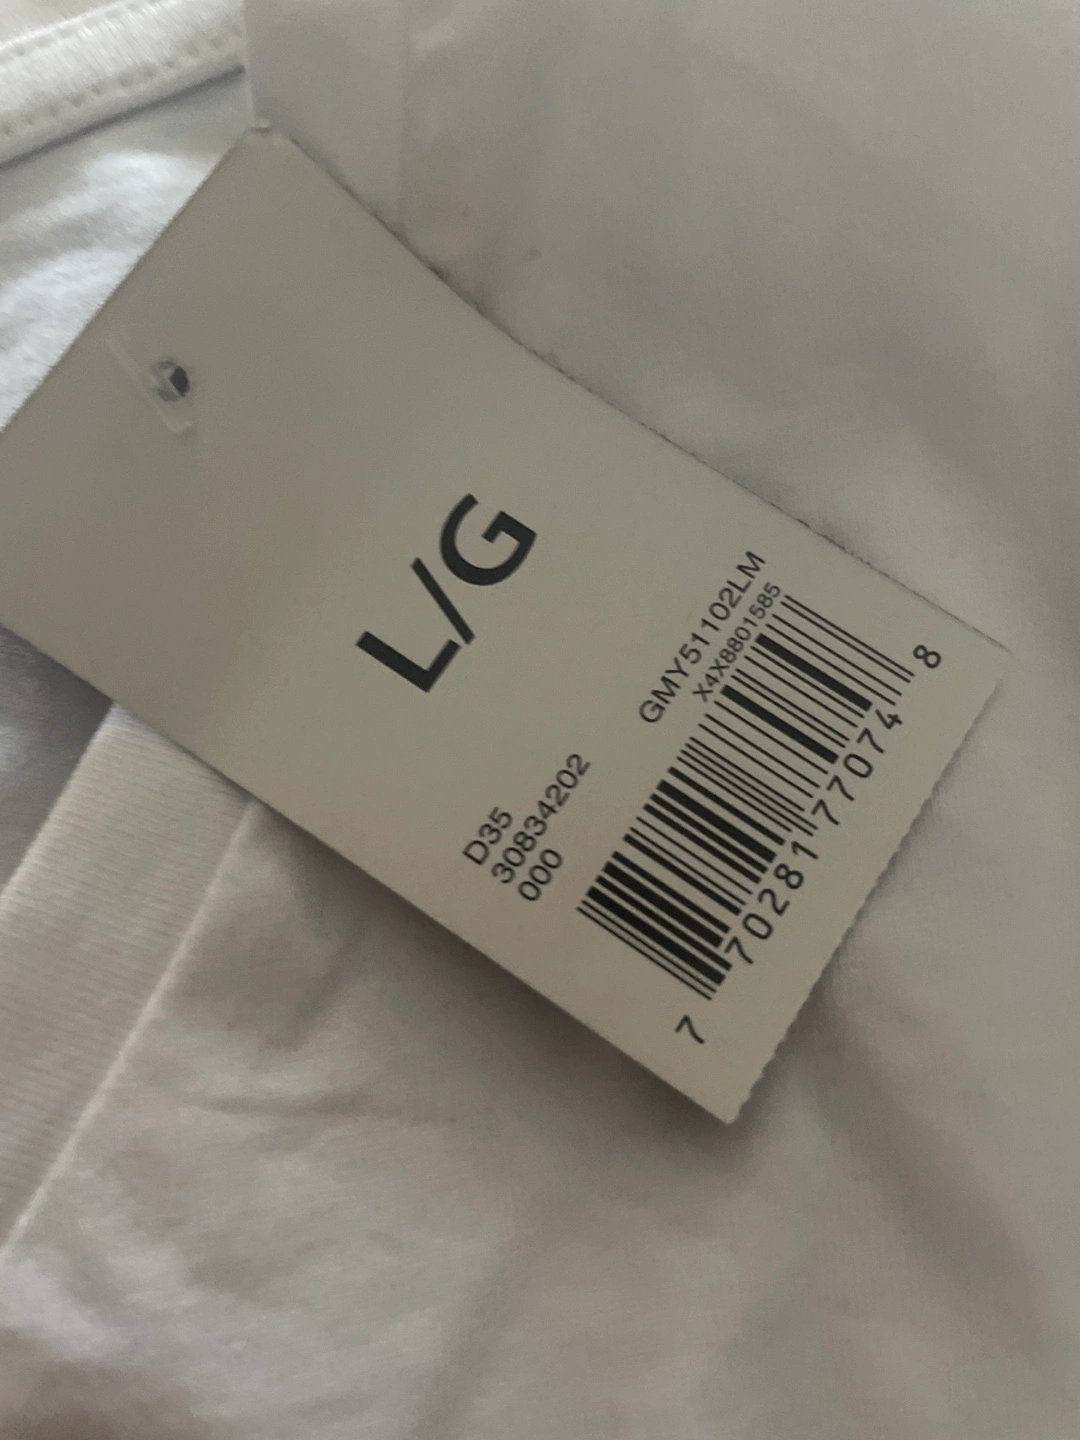 L/G
D35
30834202
000
GMY51102LM
X4X8801585
7 70281 77074 8